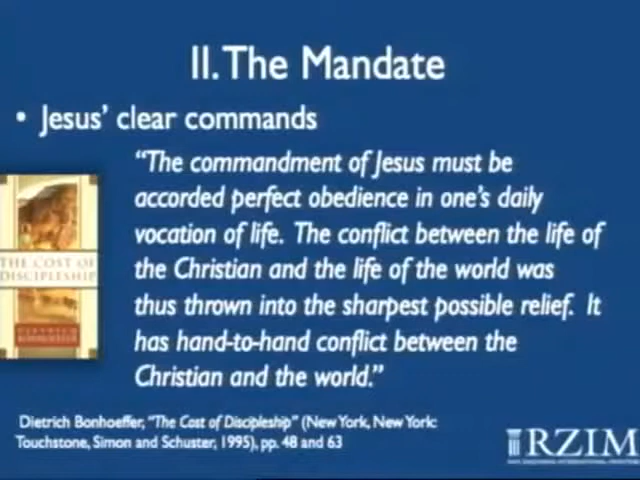 II. The Mandate
• Jesus' clear commands
"The commandment of Jesus must be
accorded perfect obedience in one's daily
vocation of life. The conflict between the life of
the Christian and the life of the world was
thus thrown into the sharpest possible relief. It
has hand-to-hand conflict between the
Christian and the world."
THE COST OF
DISCIPLESHIP
DIETRICH
BONHOEFFER
Dietrich Bonhoeffer, "The Cost of Discipleship" (New York, New York:
Touchstone, Simon and Schuster, 1995), pp. 48 and 63
RZIM